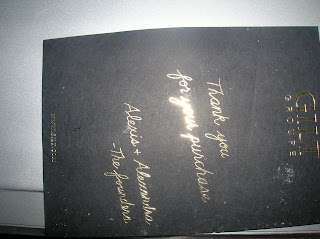 GILT
GROUPE
Thank you
for your purchase
Alexis + Alexandra
The founders